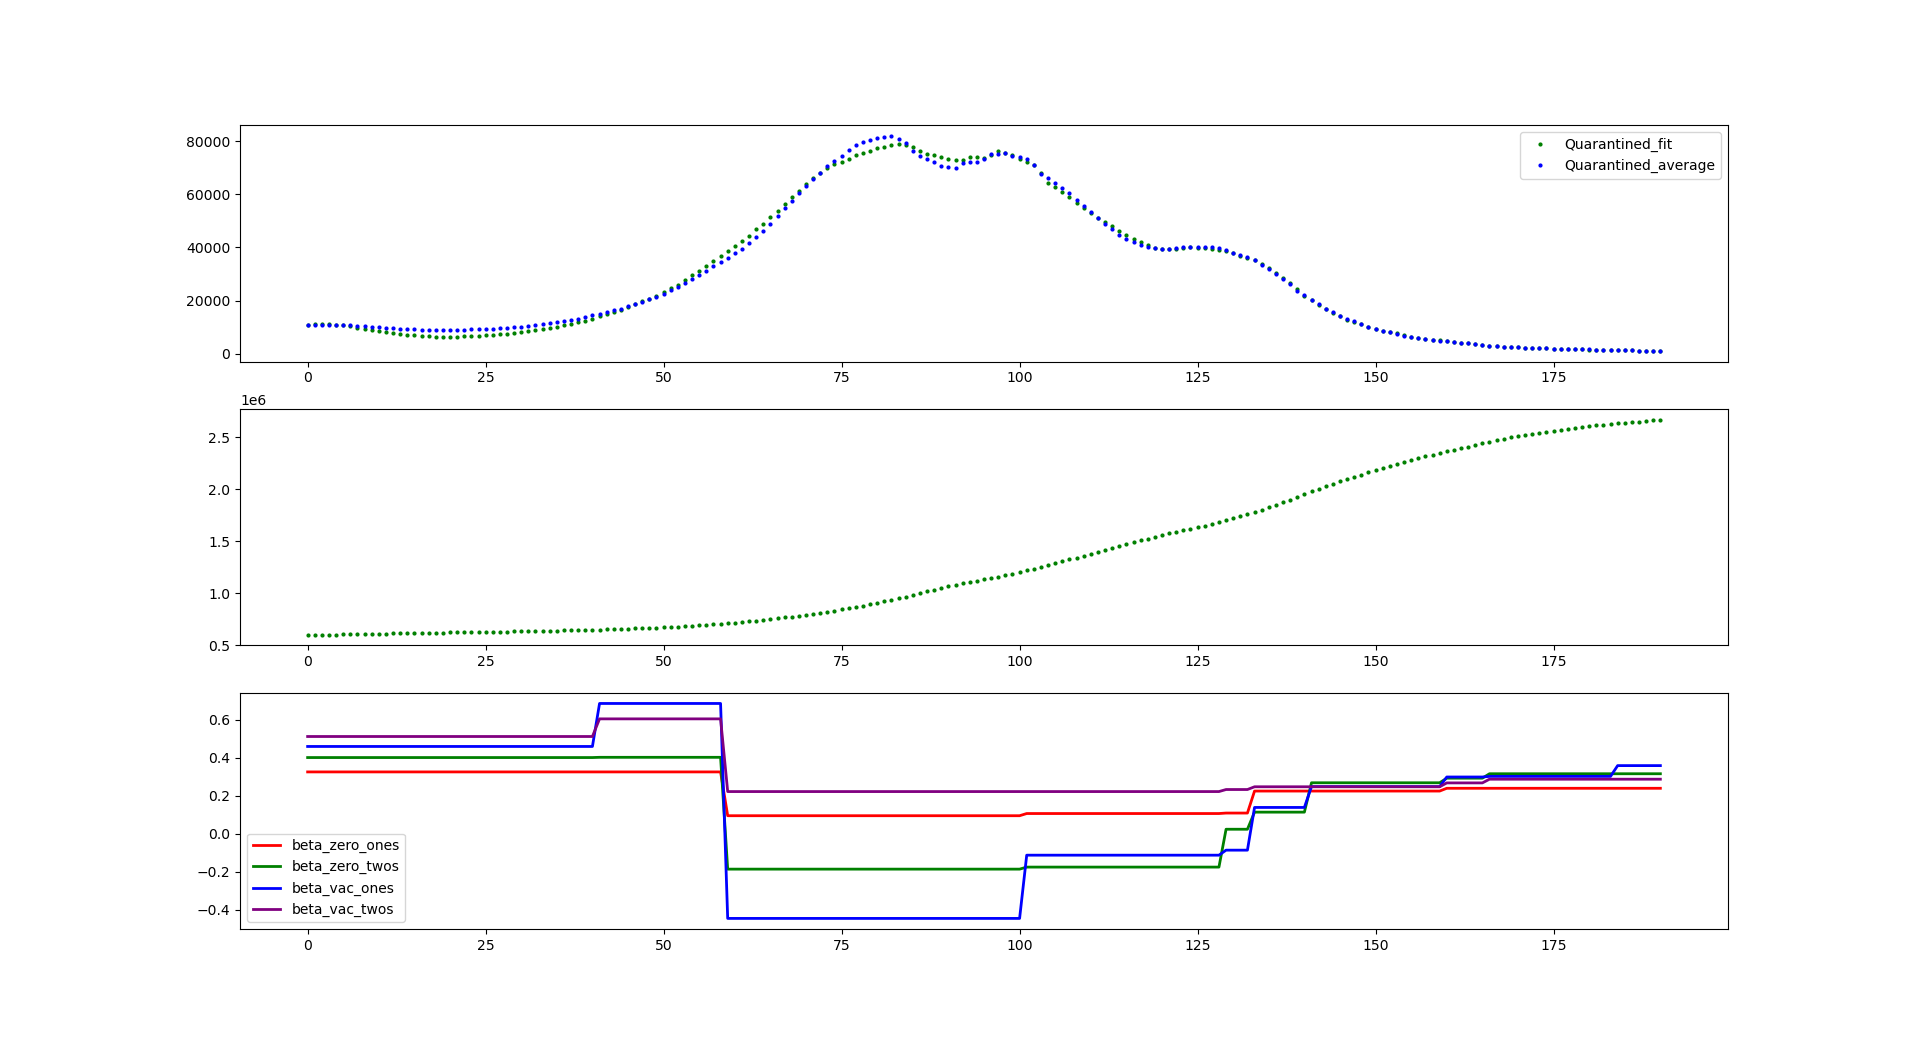 80000
60000
40000
20000
0
Quarantined_fit
Quarantined_average
0 25 50 75 100 125 150 175
1e6
2.5
2.0
1.5
1.0
0.5
0 25 50 75 100 125 150 175
0.6
0.4
0.2
0.0
−0.2
−0.4
beta_zero_ones
beta_zero_twos
beta_vac_ones
beta_vac_twos
0 25 50 75 100 125 150 175